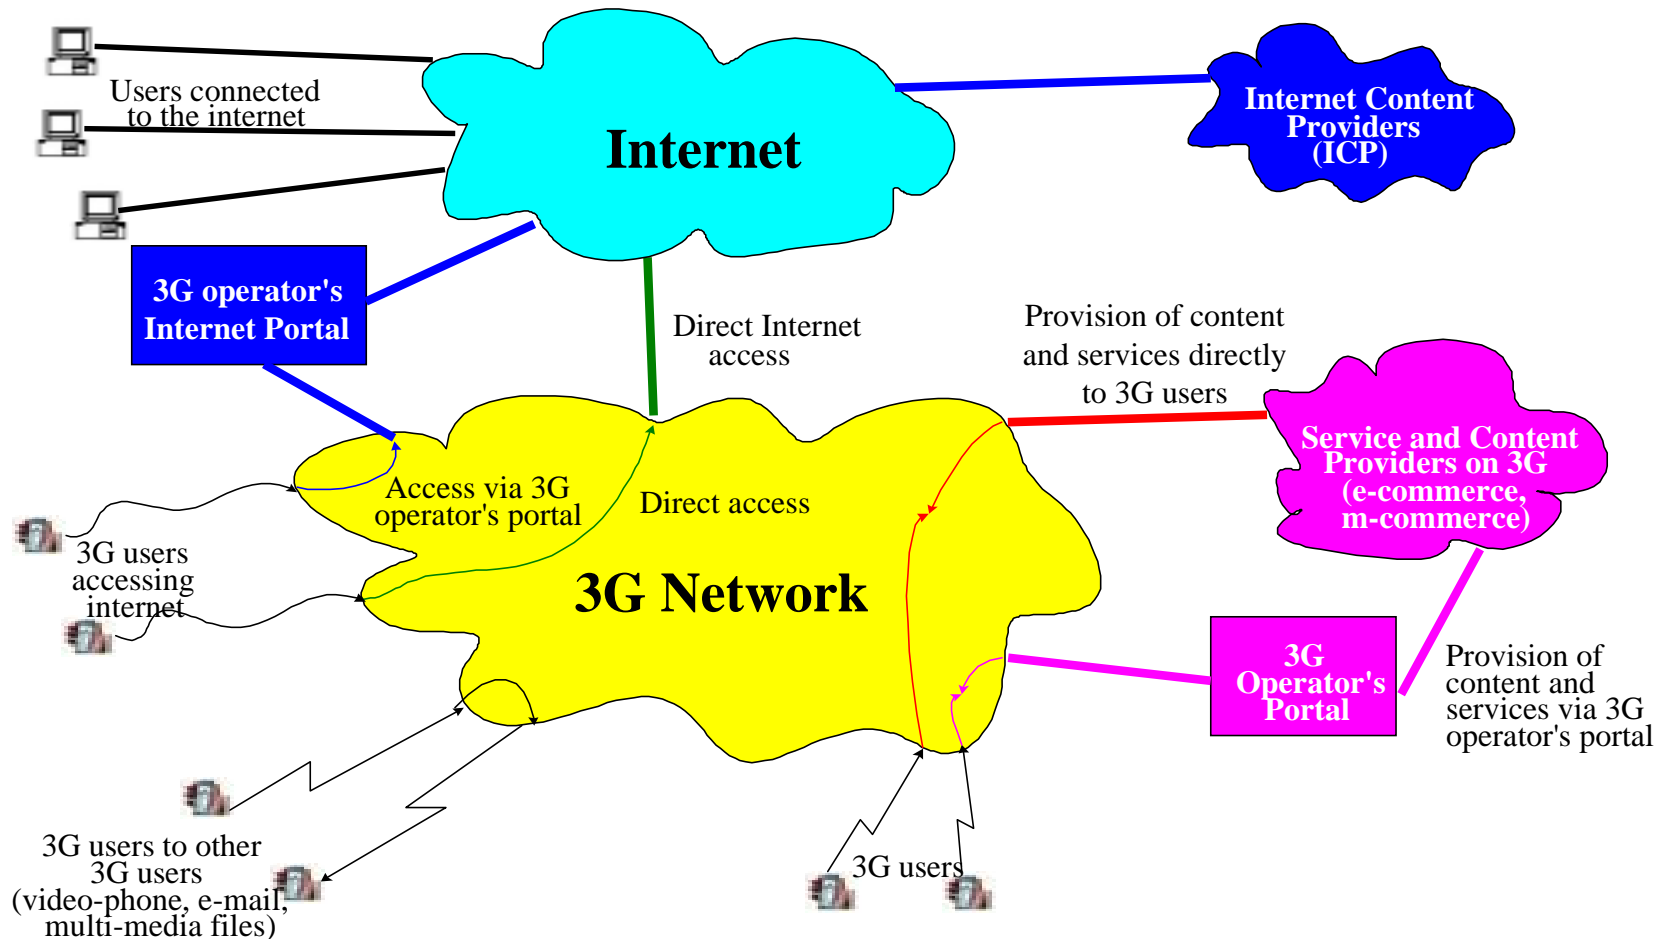 Users connected
to the internet
Internet
Internet Content
Providers
(ICP)
3G operator's
Internet Portal
Direct Internet
access
Provision of content
and services directly
to 3G users
Service and Content
Providers on 3G
(e-commerce,
m-commerce)
Access via 3G
operator's portal
Direct access
3G users
accessing
internet
3G Network
3G
Operator's
Portal
Provision of
content and
services via 3G
operator's portal
3G users to other
3G users
(video-phone, e-mail,
multi-media files)
3G users